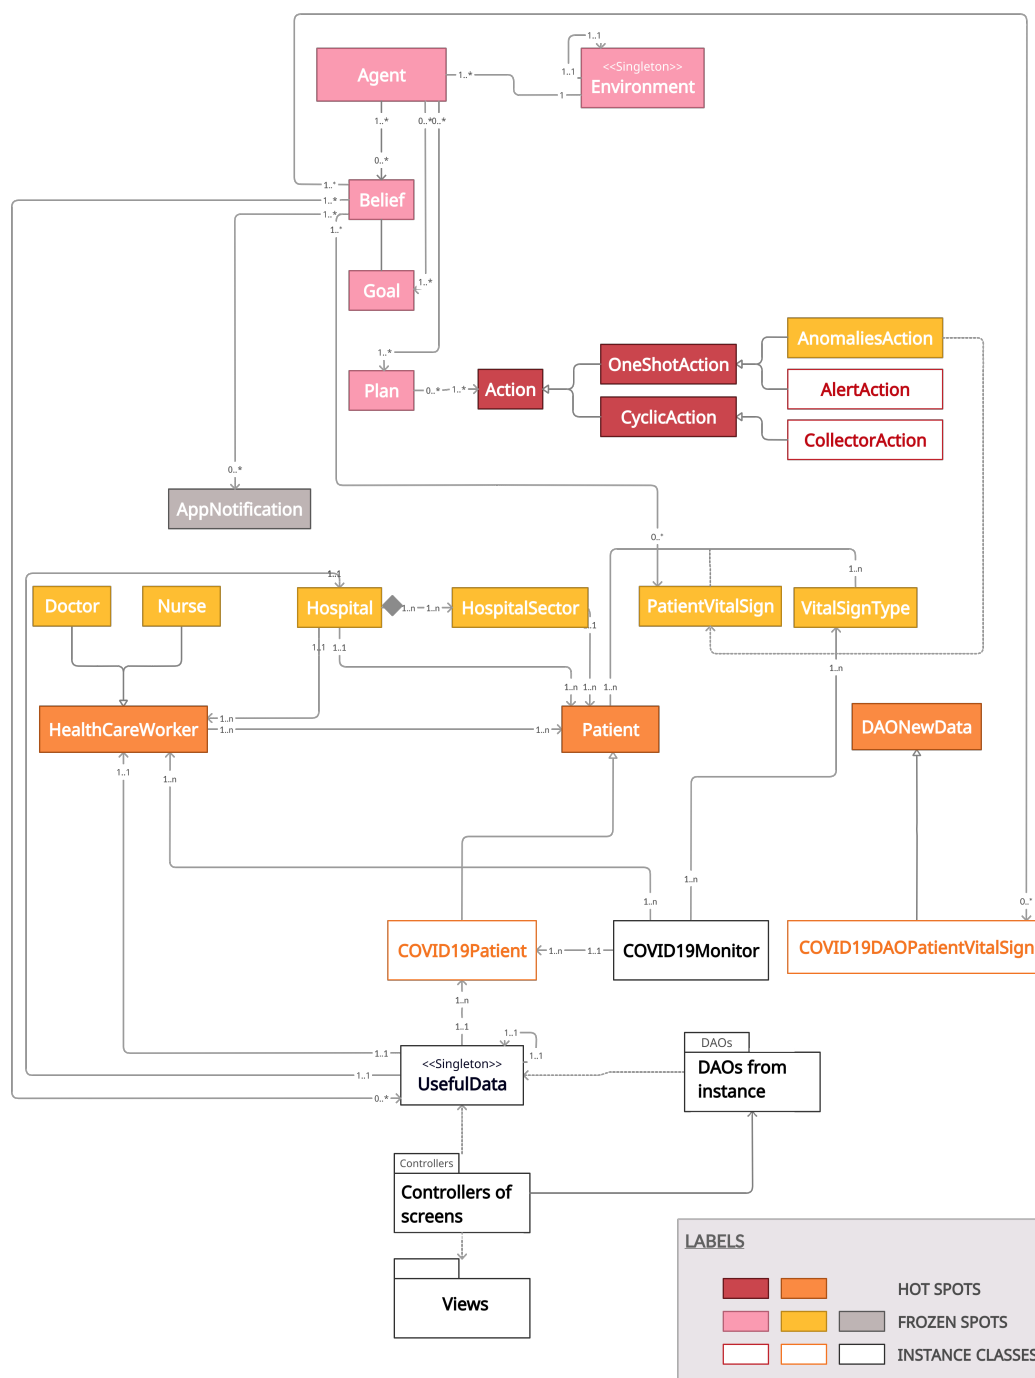 1..1
Agent
1..*
<<Singleton>>
Environment
1..1
1
1..*
0..*
0..*
0..*
1..*
Belief
1..*
1..*
1..*
Goal
1..*
1..*
Plan
0..*
1..*
Action
OneShotAction
CyclicAction
AnomaliesAction
AlertAction
CollectorAction
0..*
AppNotification
0..*
1..n
1..1
Doctor
Nurse
Hospital
1..n
1..n
HospitalSector
PatientVitalSign
VitalSignType
1..1
1..1
1..1
1..n
1..n
1..n
1..n
HealthCareWorker
1..n
1..n
1..n
Patient
DAONewData
1..1
1..n
1..n
1..n
0..*
COVID19Patient
1..n
1..1
COVID19Monitor
COVID19DAOPatientVitalSign
1..n
1..1
1..1
1..1
1..1
1..1
0..*
<<Singleton>>
UsefulData
DAOs
DAOs from
instance
Controllers
Controllers of
screens
Views
LABELS
HOT SPOTS
FROZEN SPOTS
INSTANCE CLASSES